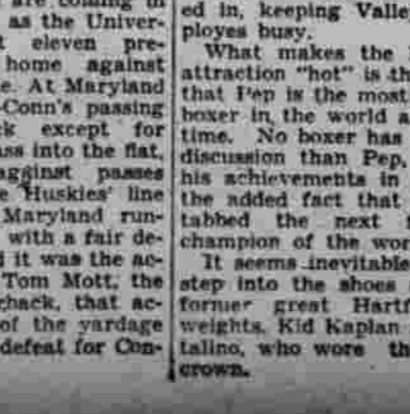 are coming in
as the Univer-
eleven pre-
home against
At Maryland
-Conn's passing
except for
into the flat,
against passes
Huskies' line
Maryland run-
with a fair de-
it was the ac-
Tom Mott, the
that ac-
of the yardage
defeat for Con-
ed in, keeping Valle
ployes busy.
What makes the
attraction "hot" is th
that Pep is the most
boxer in the world a
time. No boxer has
discussion than Pep,
his achievements in
the added fact that
tabbed the next f
champion of the wor
It seems inevitable
step into the shoes
former great Hartf
weights, Kid Kaplan
talino, who wore th
crown.